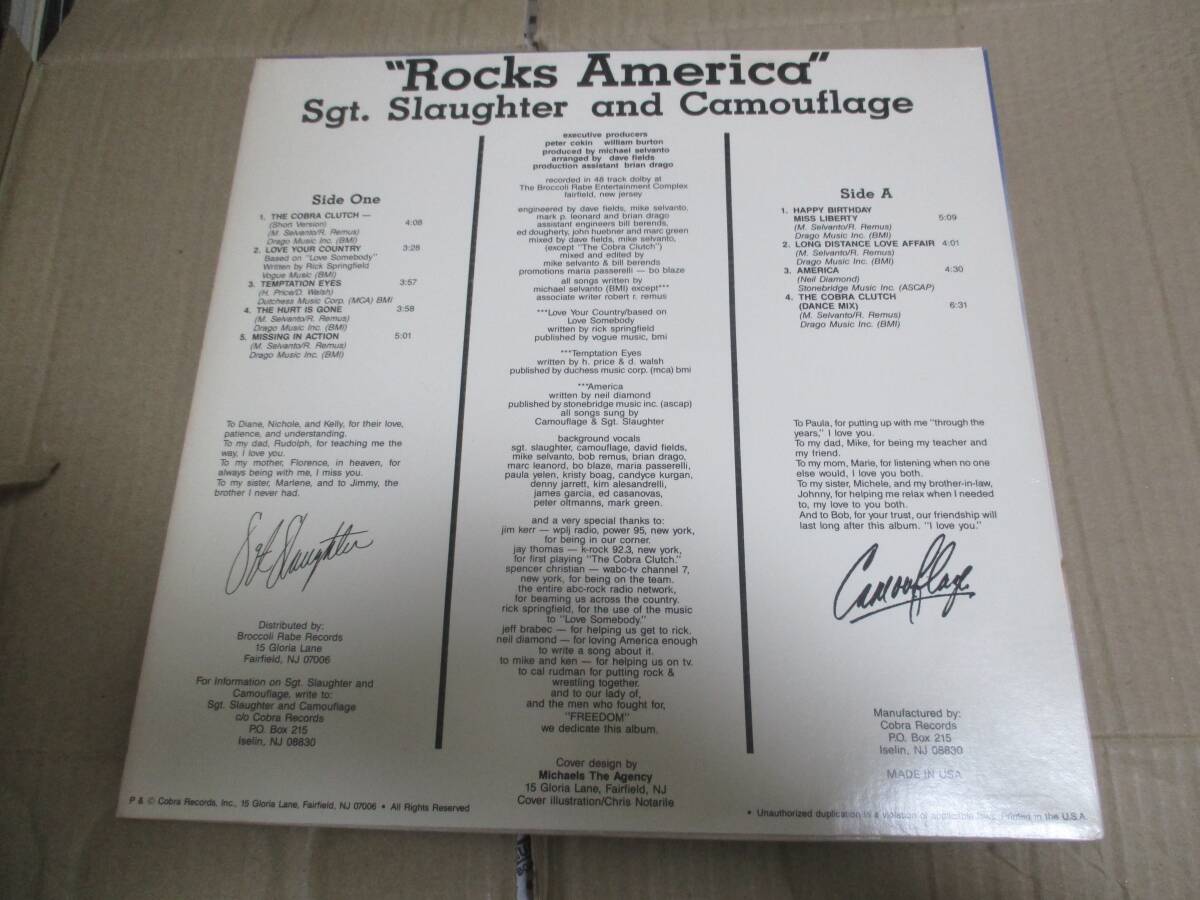 "Rocks America"
Sgt. Slaughter and Camouflage
Side One
1. THE COBRA CLUTCH — 4:08
(Short Version)
(M. Selvanto/R. Remus)
Drago Music Inc. (BMI)
2. LOVE YOUR COUNTRY 3:28
Based on "Love Somebody"
Written by Rick Springfield
Vogue Music (BMI)
3. TEMPTATION EYES 3:57
(H. Price/D. Walsh)
Dutchess Music Corp. (MCA) BMI
4. THE HURT IS GONE 3:58
(M. Selvanto/R. Remus)
Drago Music Inc. (BMI)
5. MISSING IN ACTION 5:01
(M. Selvanto/R. Remus)
Drago Music Inc. (BMI)
To Diane, Nichole, and Kelly, for their love,
patience, and understanding.
To my dad, Rudolph, for teaching me the
way, I love you.
To my mother, Florence, in heaven, for
always being with me, I miss you.
To my sister, Marlene, and to Jimmy, the
brother I never had.
Sgt Slaughter
Distributed by:
Broccoli Rabe Records
15 Gloria Lane
Fairfield, NJ 07006
For Information on Sgt. Slaughter and
Camouflage, write to:
Sgt. Slaughter and Camouflage
c/o Cobra Records
P.O. Box 215
Iselin, NJ 08830
executive producers
peter cokin william burton
produced by michael selvanto
arranged by dave fields
production assistant brian drago
recorded in 48 track dolby at
The Broccoli Rabe Entertainment Complex
fairfield, new jersey
engineered by dave fields, mike selvanto,
mark p. leonard and brian drago
assistant engineers bill berends,
ed dougherty, john huebner and marc green
mixed by dave fields, mike selvanto,
(except "The Cobra Clutch")
mixed and edited by
mike selvanto & bill berends
promotions maria passerelli — bo blaze
all songs written by
michael selvanto (BMI) except***
associate writer robert r. remus
***Love Your Country/based on
Love Somebody
written by rick springfield
published by vogue music, bmi
***Temptation Eyes
written by h. price & d. walsh
published by duchess music corp. (mca) bmi
***America
written by neil diamond
published by stonebridge music inc. (ascap)
all songs sung by
Camouflage & Sgt. Slaughter
background vocals
sgt. slaughter, camouflage, david fields,
mike selvanto, bob remus, brian drago,
marc leanord, bo blaze, maria passerelli,
paula yelen, kristy boag, candyce kurgan,
denny jarrett, kim alesandrelli,
james garcia, ed casanovas,
peter oltmanns, mark green.
and a very special thanks to:
jim kerr — wplj radio, power 95, new york,
for being in our corner.
jay thomas — k-rock 92.3, new york,
for first playing "The Cobra Clutch."
spencer christian — wabc-tv channel 7,
new york, for being on the team.
the entire abc-rock radio network,
for beaming us across the country.
rick springfield, for the use of the music
to "Love Somebody."
jeff brabec — for helping us get to rick.
neil diamond — for loving America enough
to write a song about it.
to mike and ken — for helping us on tv.
to cal rudman for putting rock &
wrestling together.
and to our lady of,
and the men who fought for,
"FREEDOM"
we dedicate this album.
Cover design by
Michaels The Agency
15 Gloria Lane, Fairfield, NJ
Cover illustration/Chris Notarile
Side A
1. HAPPY BIRTHDAY
MISS LIBERTY 5:09
(M. Selvanto/R. Remus)
Drago Music Inc. (BMI)
2. LONG DISTANCE LOVE AFFAIR 4:01
(M. Selvanto/R. Remus)
Drago Music Inc. (BMI)
3. AMERICA 4:30
(Neil Diamond)
Stonebridge Music Inc. (ASCAP)
4. THE COBRA CLUTCH
(DANCE MIX) 6:31
(M. Selvanto/R. Remus)
Drago Music Inc. (BMI)
To Paula, for putting up with me "through the
years," I love you.
To my dad, Mike, for being my teacher and
my friend.
To my mom, Marie, for listening when no one
else would, I love you both.
To my sister, Michele, and my brother-in-law,
Johnny, for helping me relax when I needed
to, my love to you both.
And to Bob, for your trust, our friendship will
last long after this album. "I love you."
Camouflage
Manufactured by:
Cobra Records
P.O. Box 215
Iselin, NJ 08830
MADE IN USA
P & © Cobra Records, Inc., 15 Gloria Lane, Fairfield, NJ 07006 • All Rights Reserved
• Unauthorized duplication is a violation of applicable laws. Printed in the U.S.A.